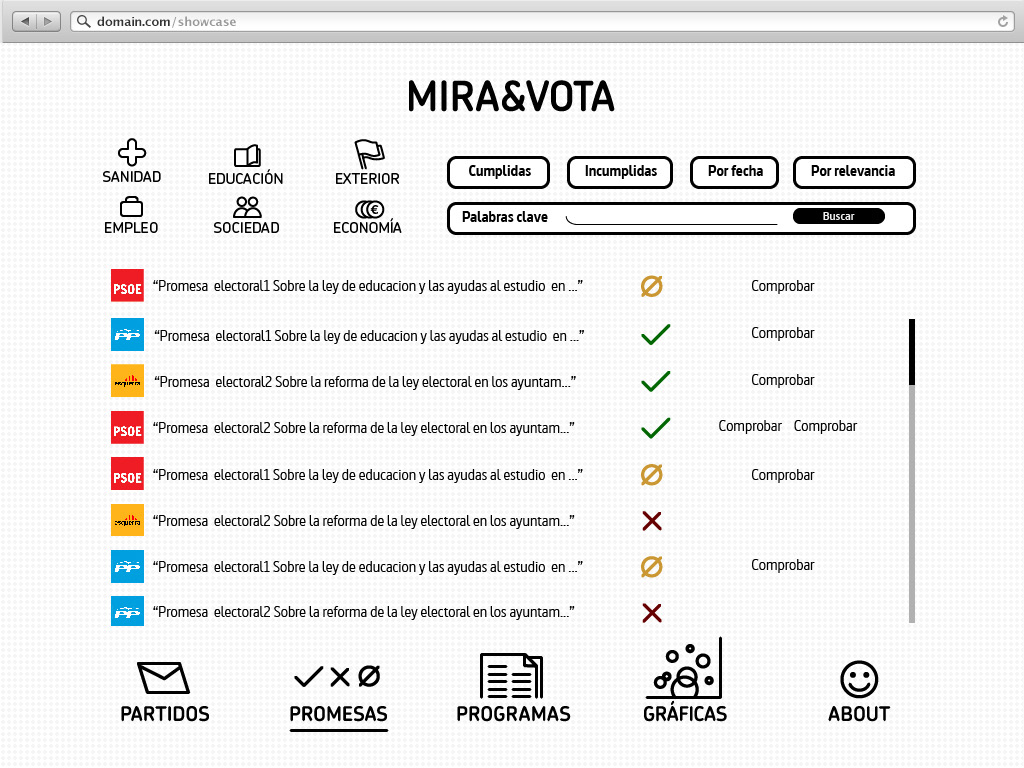 domain.com/showcase
MIRA&VOTA
SANIDAD
EDUCACIÓN
EXTERIOR
EMPLEO
SOCIEDAD
ECONOMÍA
Cumplidas
Incumplidas
Por fecha
Por relevancia
Palabras clave
Buscar
PSOE “Promesa electoral1 Sobre la ley de educacion y las ayudas al estudio en ...” Comprobar
PP “Promesa electoral1 Sobre la ley de educacion y las ayudas al estudio en ...” Comprobar
esquerra “Promesa electoral2 Sobre la reforma de la ley electoral en los ayuntam...” Comprobar
PSOE “Promesa electoral2 Sobre la reforma de la ley electoral en los ayuntam...” Comprobar Comprobar
PSOE “Promesa electoral1 Sobre la ley de educacion y las ayudas al estudio en ...” Comprobar
esquerra “Promesa electoral2 Sobre la reforma de la ley electoral en los ayuntam...”
PP “Promesa electoral1 Sobre la ley de educacion y las ayudas al estudio en ...” Comprobar
PP “Promesa electoral2 Sobre la reforma de la ley electoral en los ayuntam...”
PARTIDOS
PROMESAS
PROGRAMAS
GRÁFICAS
ABOUT